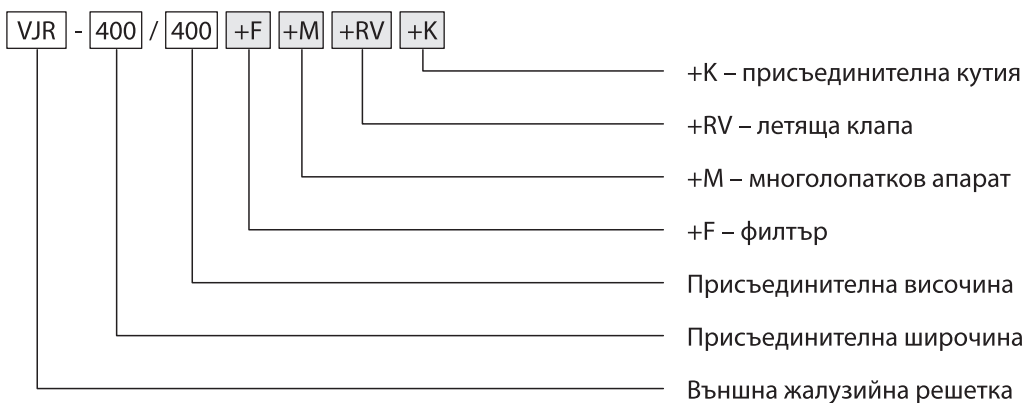 VJR - 400 / 400 +F +M +RV +K
+K – присъединителна кутия
+RV – летяща клапа
+M – многолопатков апарат
+F – филтър
Присъединителна височина
Присъединителна широчина
Външна жалузийна решетка